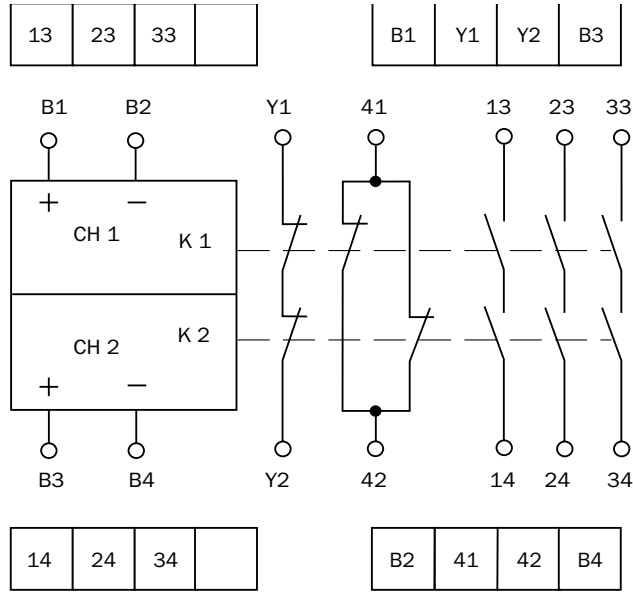 13 23 33 B1 Y1 Y2 B3
B1 B2 Y1 41 13 23 33
+ −
CH 1 K 1
K 2
CH 2
+ −
B3 B4 Y2 42 14 24 34
14 24 34 B2 41 42 B4